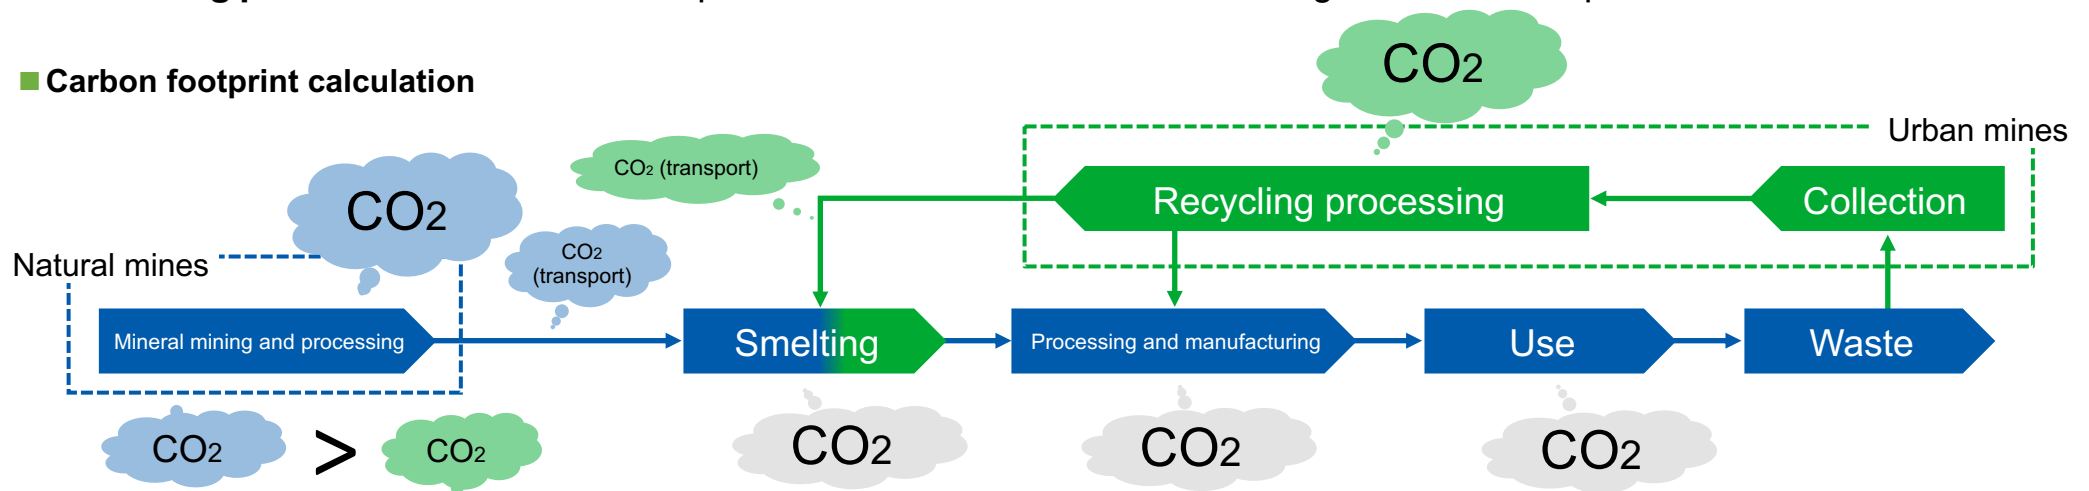 ■ Carbon footprint calculation
CO2
Urban mines
CO2 (transport)
Recycling processing
Collection
CO2
CO2
(transport)
Natural mines
Mineral mining and processing
Smelting
Processing and manufacturing
Use
Waste
CO2 > CO2
CO2
CO2
CO2